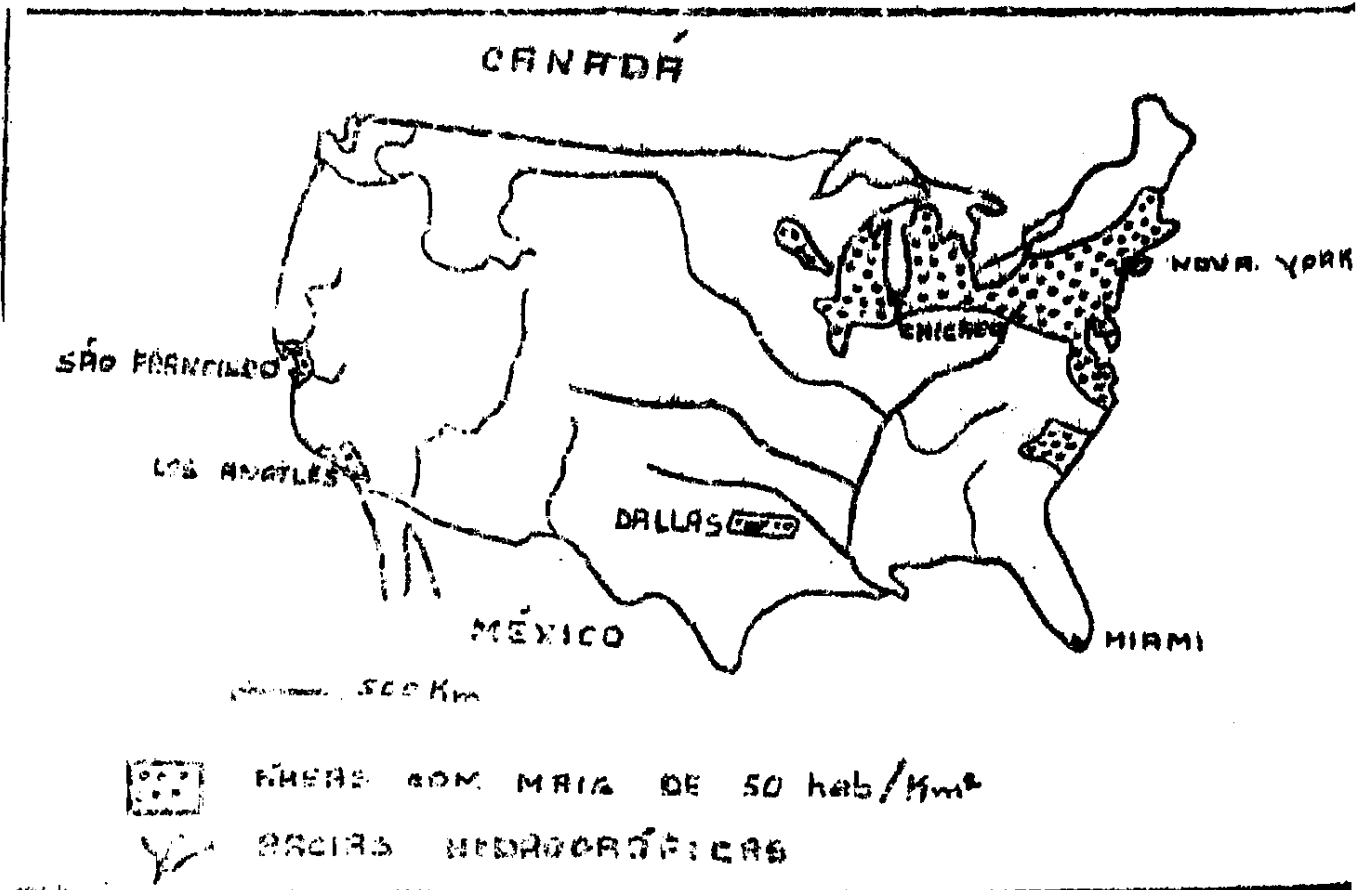 CANADÁ
NOVA YORK
CHICAGO
SÃO FRANCISCO
LOS ANGELES
DALLAS
MÉXICO
MIAMI
500 Km
ÁREAS COM MAIS DE 50 hab/Km²
BACIAS HIDROGRÁFICAS